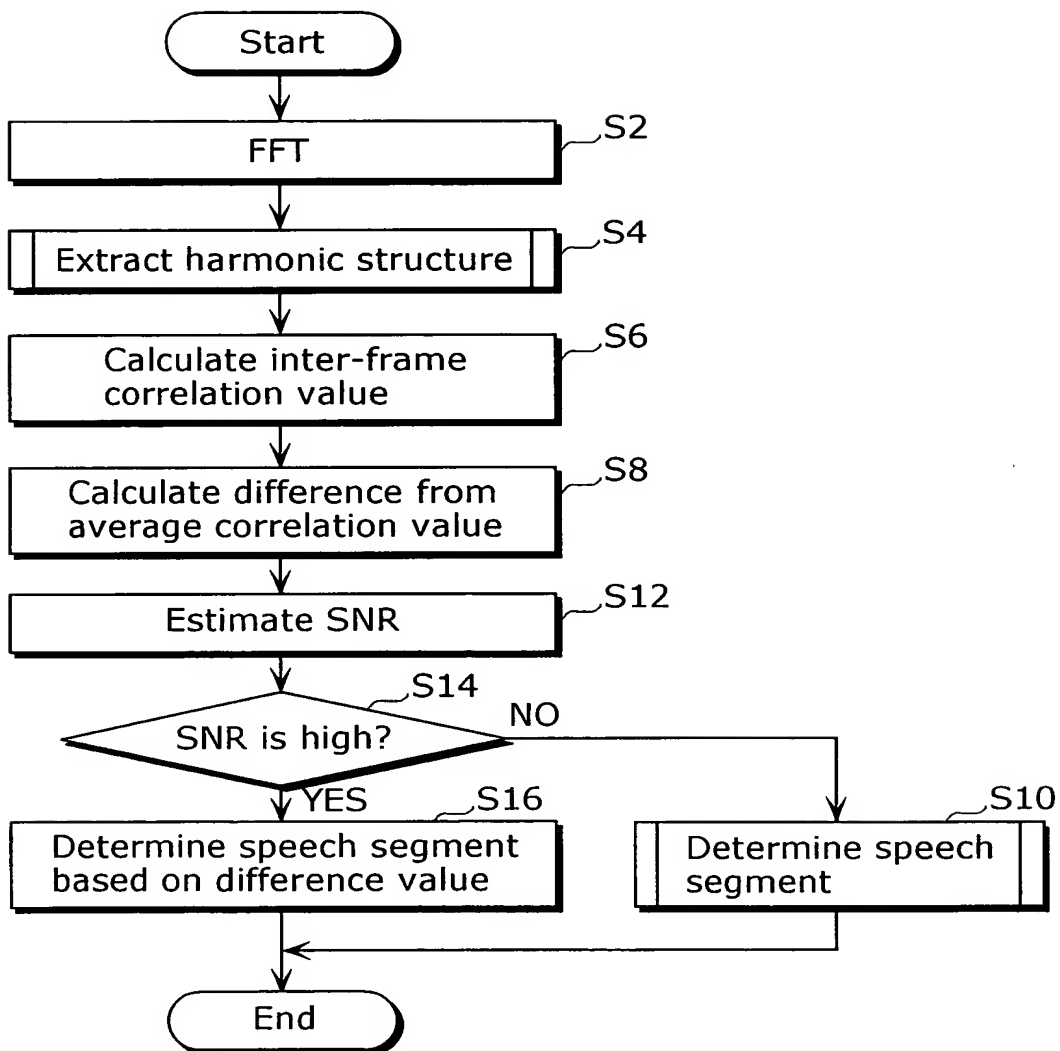 Start
S2
FFT
S4
Extract harmonic structure
S6
Calculate inter-frame
correlation value
S8
Calculate difference from
average correlation value
S12
Estimate SNR
S14
SNR is high?
NO
YES
S16
Determine speech segment
based on difference value
S10
Determine speech
segment
End